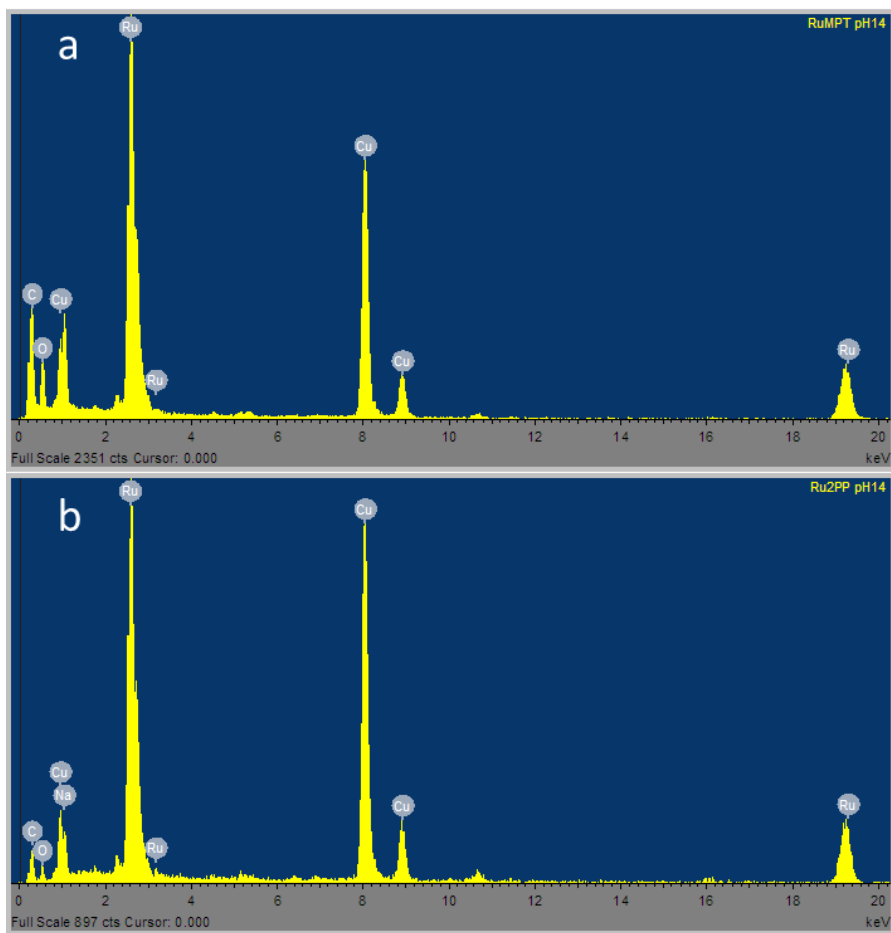 RuMPT pH14
a
Ru
Cu
C
Cu
O
Ru
Cu
Ru
0 2 4 6 8 10 12 14 16 18 20
Full Scale 2351 cts Cursor: 0.000 keV
Ru2PP pH14
b
Ru
Cu
Cu
Na
C
O
Ru
Cu
Ru
0 2 4 6 8 10 12 14 16 18 20
Full Scale 897 cts Cursor: 0.000 keV